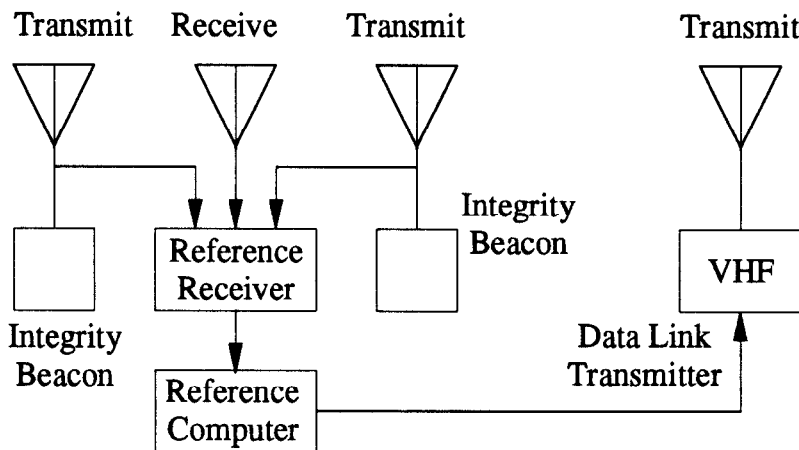 Transmit
Receive
Transmit
Transmit
Integrity
Beacon
Reference
Receiver
VHF
Integrity
Beacon
Data Link
Transmitter
Reference
Computer